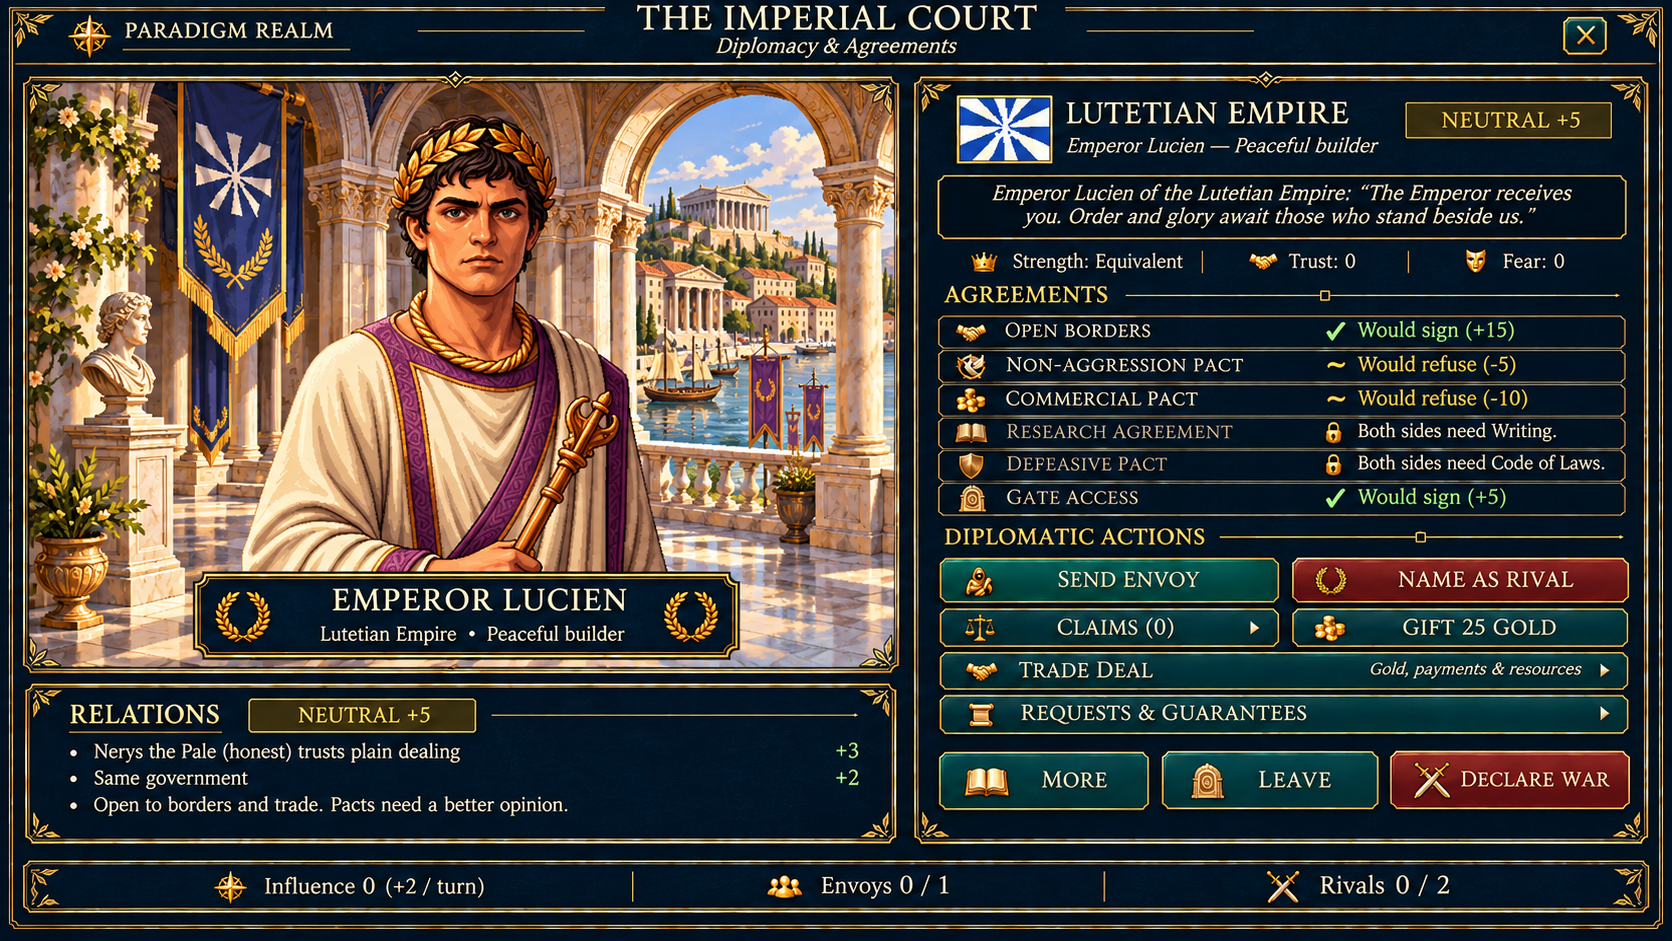 PARADIGM REALM
THE IMPERIAL COURT
Diplomacy & Agreements
EMPEROR LUCIEN
Lutetian Empire • Peaceful builder
RELATIONS
NEUTRAL +5
• Nerys the Pale (honest) trusts plain dealing +3
• Same government +2
• Open to borders and trade. Pacts need a better opinion.
LUTETIAN EMPIRE
Emperor Lucien — Peaceful builder
NEUTRAL +5
Emperor Lucien of the Lutetian Empire: “The Emperor receives
you. Order and glory await those who stand beside us.”
Strength: Equivalent
Trust: 0
Fear: 0
AGREEMENTS
OPEN BORDERS ✓ Would sign (+15)
NON-AGGRESSION PACT ~ Would refuse (-5)
COMMERCIAL PACT ~ Would refuse (-10)
RESEARCH AGREEMENT Both sides need Writing.
DEFEASIVE PACT Both sides need Code of Laws.
GATE ACCESS ✓ Would sign (+5)
DIPLOMATIC ACTIONS
SEND ENVOY
NAME AS RIVAL
CLAIMS (0)
GIFT 25 GOLD
TRADE DEAL Gold, payments & resources
REQUESTS & GUARANTEES
MORE
LEAVE
DECLARE WAR
Influence 0 (+2 / turn)
Envoys 0 / 1
Rivals 0 / 2